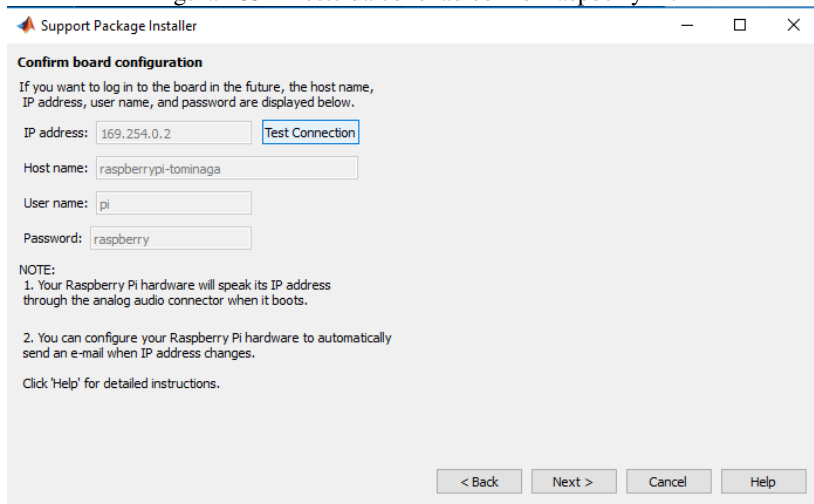 Support Package Installer
Confirm board configuration
If you want to log in to the board in the future, the host name,
IP address, user name, and password are displayed below.
IP address: 169.254.0.2 Test Connection
Host name: raspberrypi-tominaga
User name: pi
Password: raspberry
NOTE:
1. Your Raspberry Pi hardware will speak its IP address
through the analog audio connector when it boots.
2. You can configure your Raspberry Pi hardware to automatically
send an e-mail when IP address changes.
Click 'Help' for detailed instructions.
< Back Next > Cancel Help